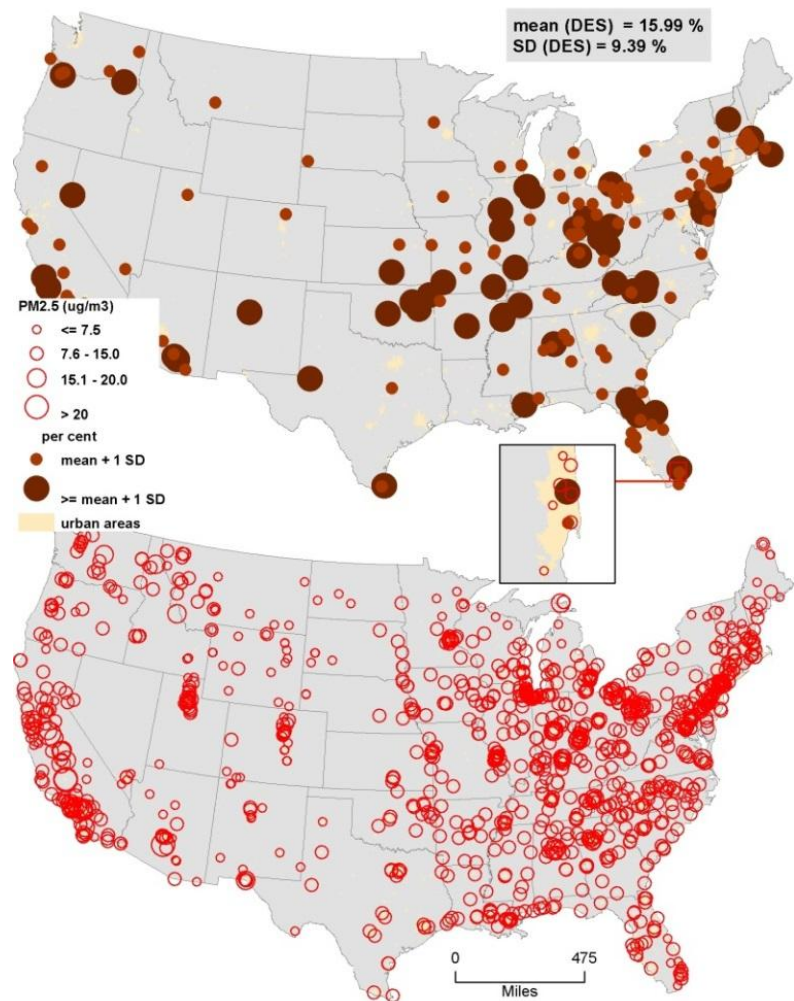 mean (DES) = 15.99 %
SD (DES) = 9.39 %
PM2.5 (ug/m3)
<= 7.5
7.6 - 15.0
15.1 - 20.0
> 20
per cent
mean + 1 SD
>= mean + 1 SD
urban areas
0 475
Miles